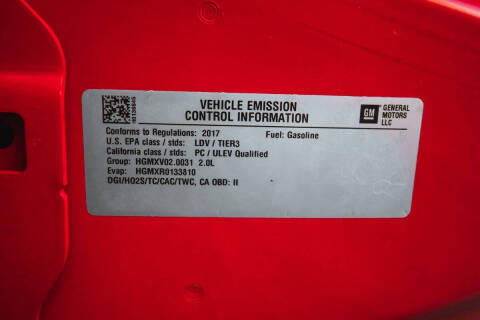 VEHICLE EMISSION
CONTROL INFORMATION
GM
GENERAL
MOTORS
LLC
Conforms to Regulations: 2017 Fuel: Gasoline
U.S. EPA class / stds: LDV / TIER3
California class / stds: PC / ULEV Qualified
Group: HGMXV02.0031 2.0L
Evap: HGMXR0133810
DGI/HO2S/TC/CAC/TWC, CA OBD: II